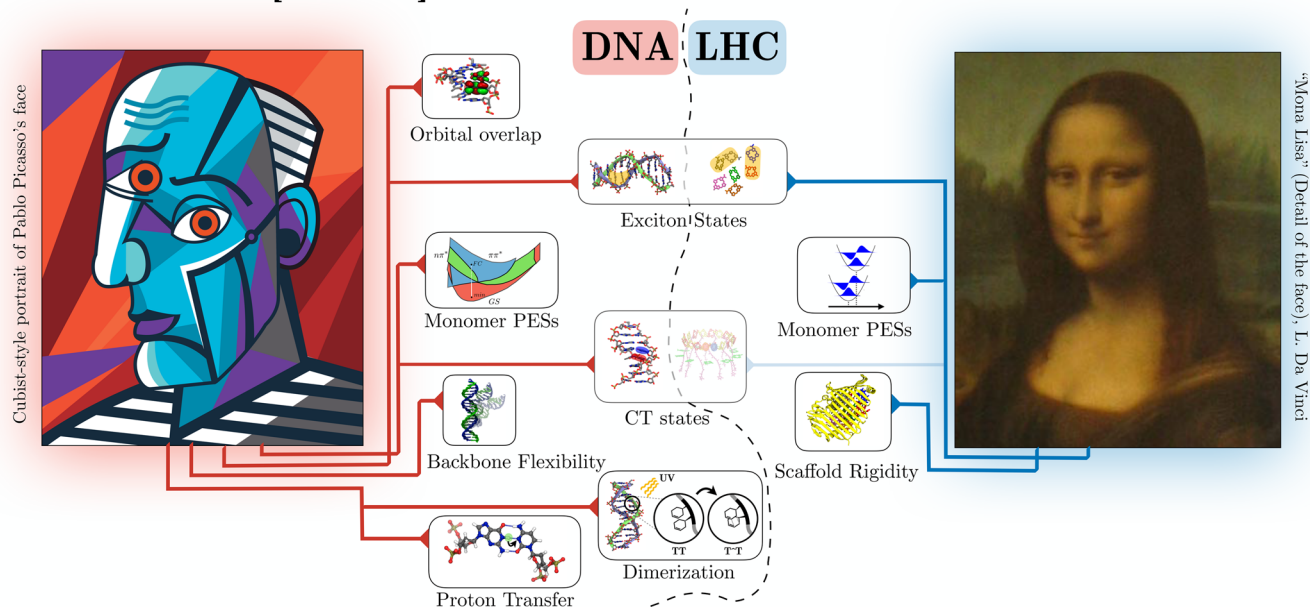 DNA LHC
Cubist-style portrait of Pablo Picasso's face
"Mona Lisa" (Detail of the face), L. Da Vinci
Orbital overlap
Exciton States
nπ*
ππ*
FC
min
GS
Monomer PESs
Monomer PESs
CT states
Backbone Flexibility
Scaffold Rigidity
UV
TT
T~T
Dimerization
Proton Transfer